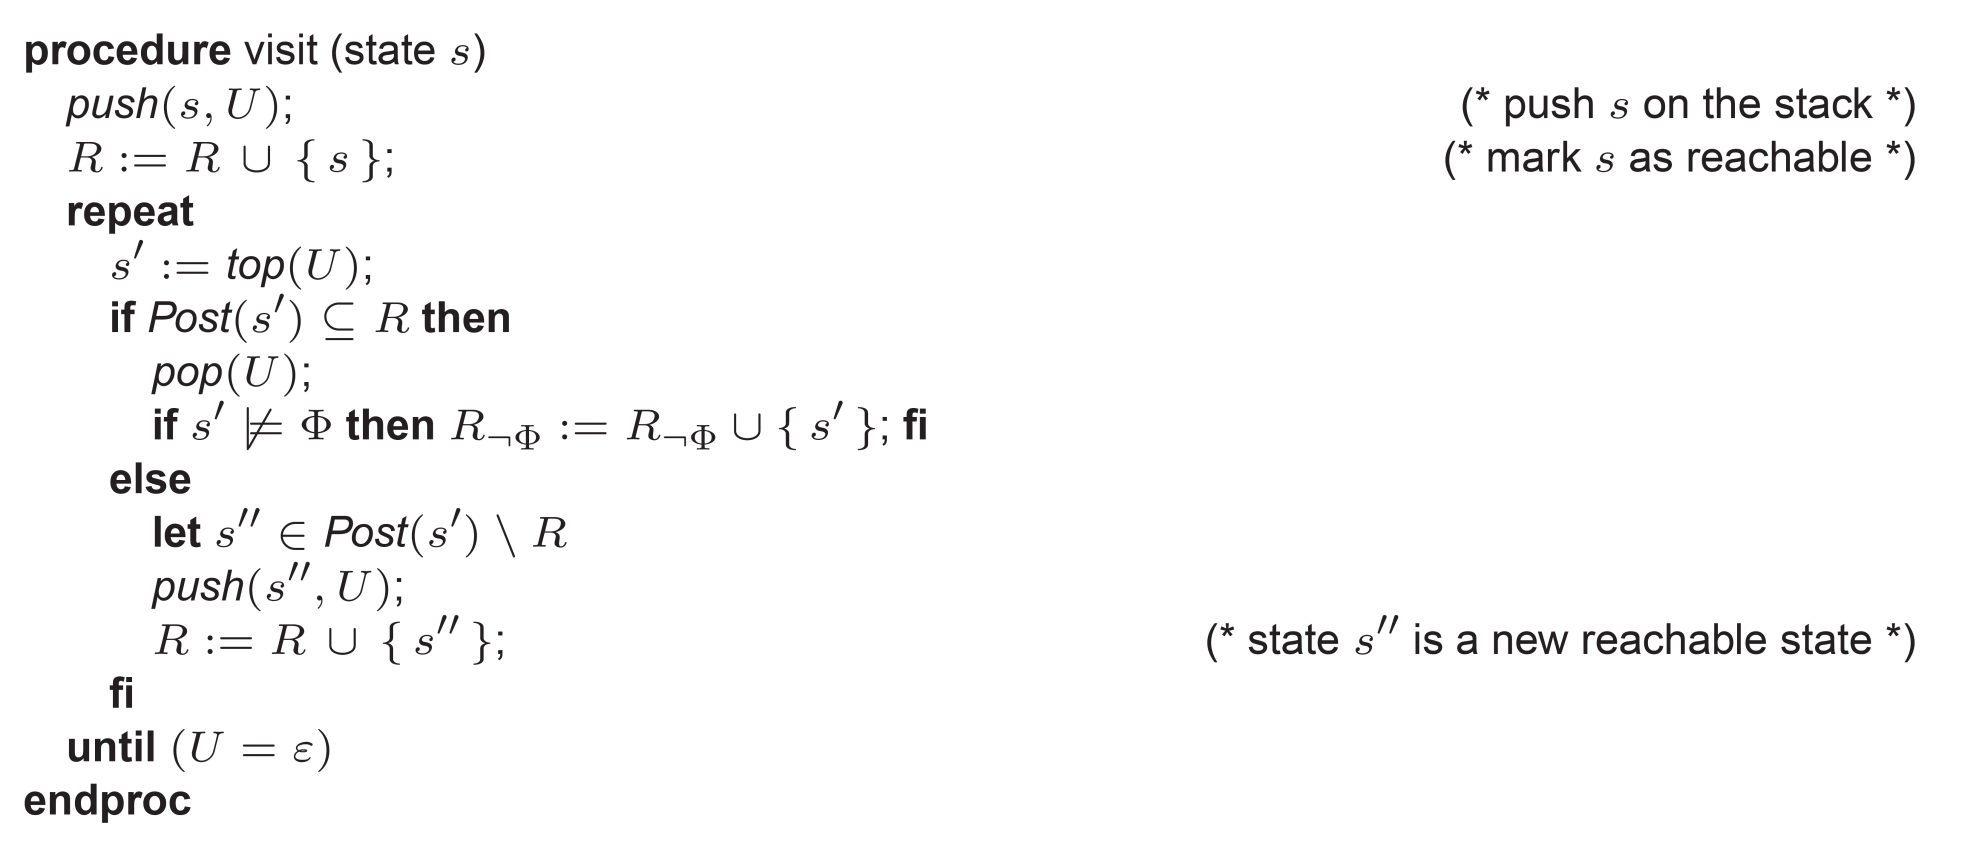 procedure visit (state s)
push(s, U); (* push s on the stack *)
R := R ∪ { s }; (* mark s as reachable *)
repeat
s′ := top(U);
if Post(s′) ⊆ R then
pop(U);
if s′ ⊭ Φ then R¬Φ := R¬Φ ∪ { s′ }; fi
else
let s″ ∈ Post(s′) \ R
push(s″, U);
R := R ∪ { s″ }; (* state s″ is a new reachable state *)
fi
until (U = ε)
endproc